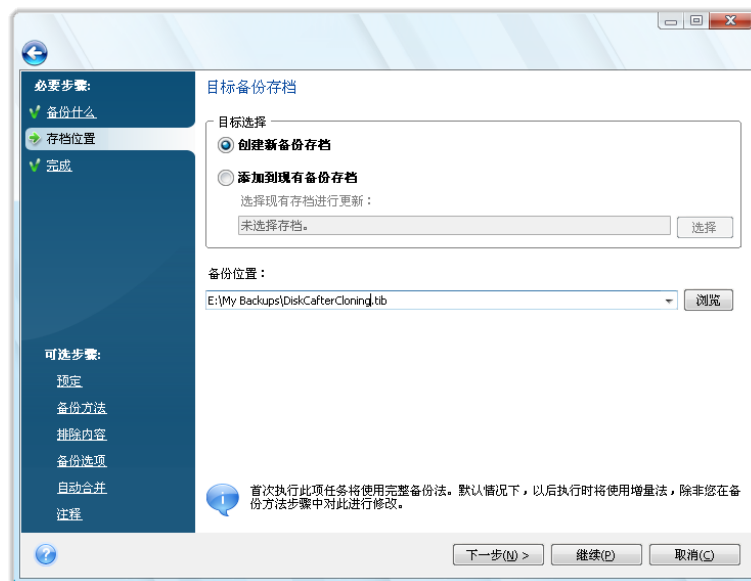 必要步骤:
备份什么
存档位置
完成
可选步骤:
预定
备份方法
排除内容
备份选项
自动合并
注释
目标备份存档
目标选择
创建新备份存档
添加到现有备份存档
选择现有存档进行更新：
未选择存档。
选择
备份位置：
E:\My Backups\DiskCafterCloning.tib
浏览
首次执行此项任务将使用完整备份法。默认情况下，以后执行时将使用增量法，除非您在备
份方法步骤中对此进行修改。
下一步(N) >
继续(P)
取消(C)